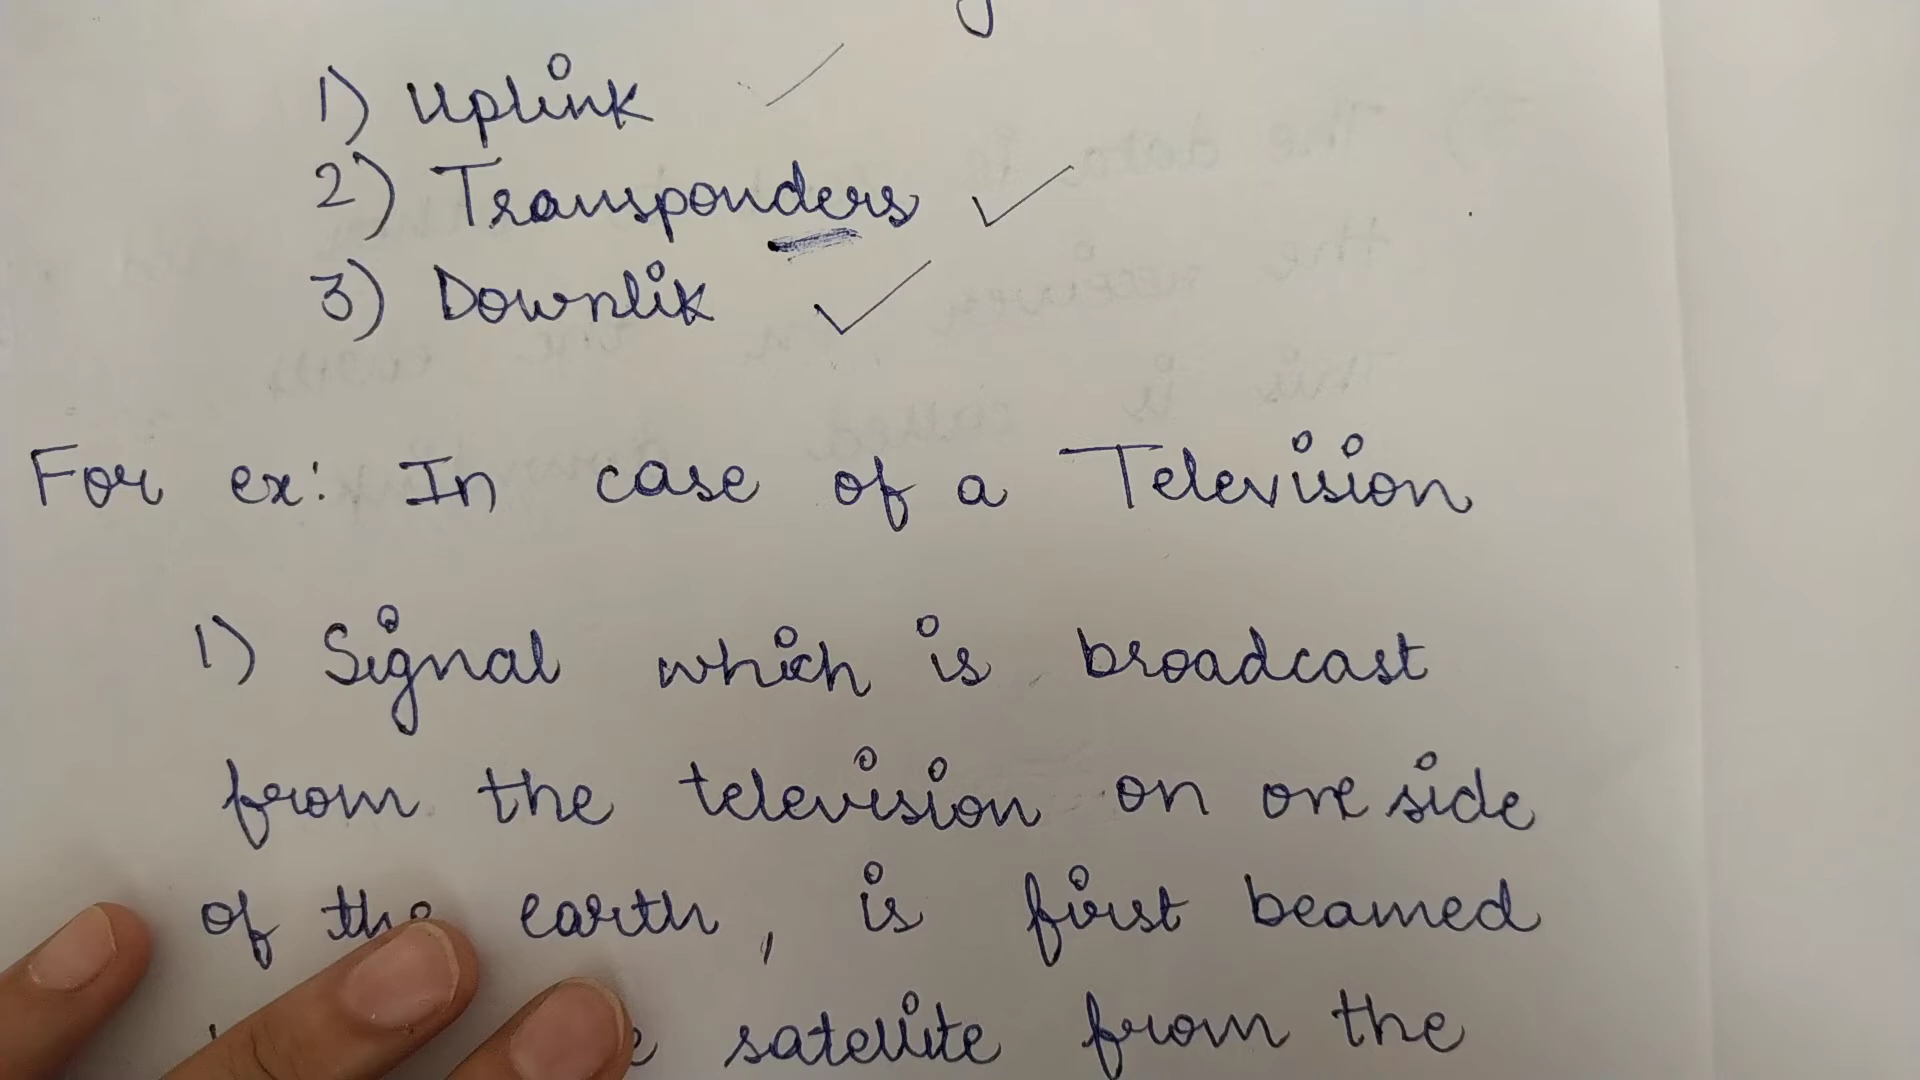 1) Uplink
2) Transponders
3) Downlik
For ex: In case of a Television
1) Signal which is broadcast
from the television on one side
of the earth, is first beamed
satellite from the